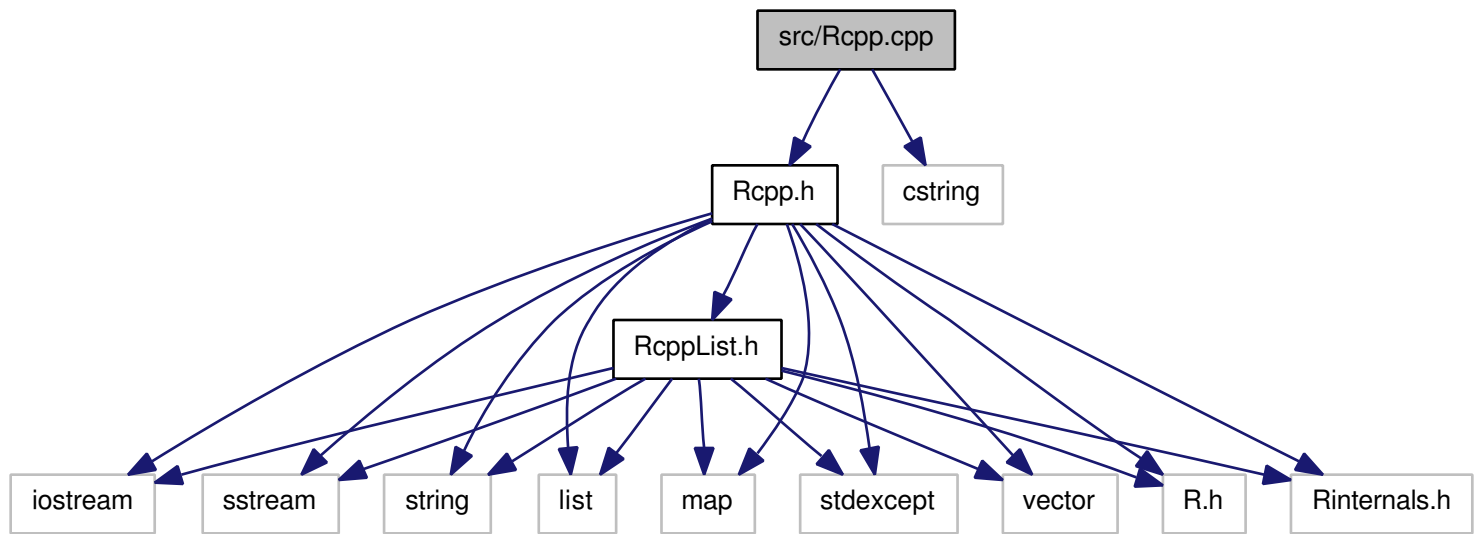 src/Rcpp.cpp
Rcpp.h
cstring
RcppList.h
iostream
sstream
string
list
map
stdexcept
vector
R.h
Rinternals.h